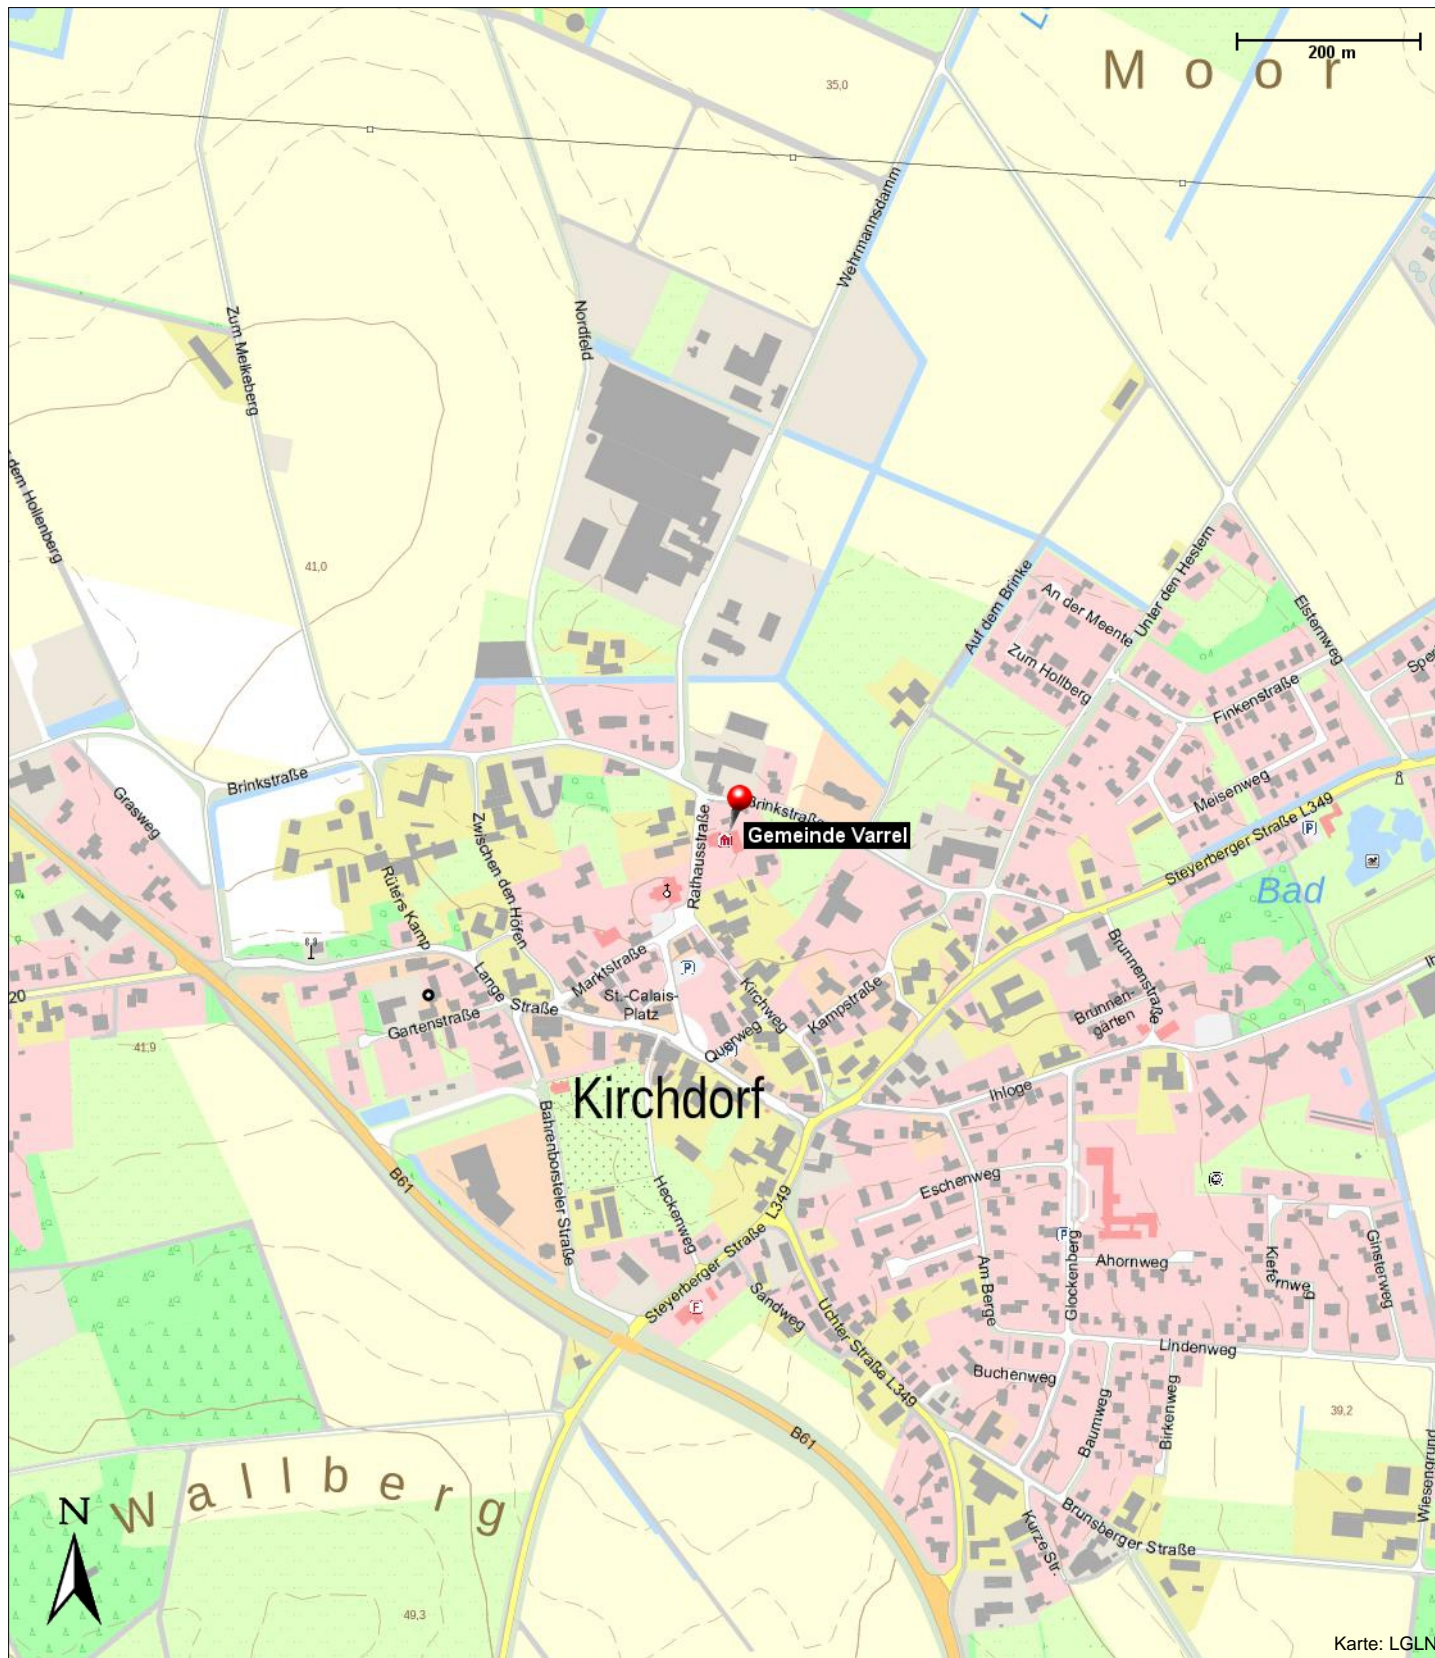 200 m
Moor
35,0
Wehrmannsdamm
Nordfeld
Zum Melkeberg
dem Hollenberg
41,0
Auf dem Brinke
An der Meente
Zum Hollberg
Unter den Hestern
Elsternweg
Finkenstraße
Meisenweg
Brinkstraße
Grasweg
Zwischen den Höfen
Rüters Kamp
Rathausstraße
Brinkstraße
Gemeinde Varrel
Steyerberger Straße L349
P
Bad
Marktstraße
P
St.-Calais-
Platz
Lange Straße
Gartenstraße
Kirchweg
Kampstraße
Querweg
P
Brunnenstraße
Brunnen-
gärten
20
41,9
Kirchdorf
Ihloge
B61
Bahrenborsteler Straße
Heckenweg
Eschenweg
Steyerberger Straße L349
F
Sandweg
Uchter Straße L349
Am Berge
P
Glockenberg
Ahornweg
Kiefernweg
Ginsterweg
Lindenweg
Buchenweg
Baumweg
Birkenweg
39,2
B61
Wallberg
N
Wiesengrund
Kurze Str.
Brunsberger Straße
49,3
Karte: LGLN